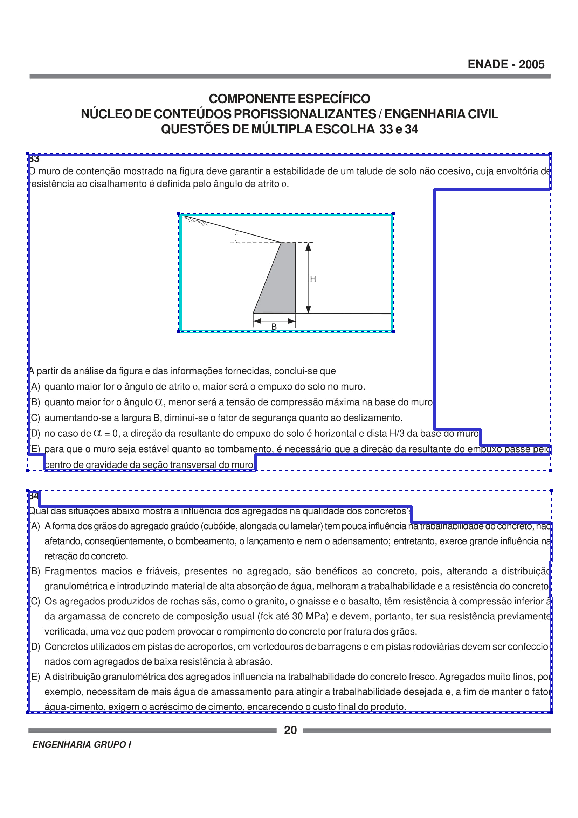 ENADE - 2005
COMPONENTE ESPECÍFICO
NÚCLEO DE CONTEÚDOS PROFISSIONALIZANTES / ENGENHARIA CIVIL
QUESTÕES DE MÚLTIPLA ESCOLHA 33 e 34
33
O muro de contenção mostrado na figura deve garantir a estabilidade de um talude de solo não coesivo, cuja envoltória de
resistência ao cisalhamento é definida pelo ângulo de atrito ø.
H
B
A partir da análise da figura e das informações fornecidas, conclui-se que
(A) quanto maior for o ângulo de atrito ø, maior será o empuxo do solo no muro.
(B) quanto maior for o ângulo α, menor será a tensão de compressão máxima na base do muro.
(C) aumentando-se a largura B, diminui-se o fator de segurança quanto ao deslizamento.
(D) no caso de α = 0, a direção da resultante do empuxo do solo é horizontal e dista H/3 da base do muro.
(E) para que o muro seja estável quanto ao tombamento, é necessário que a direção da resultante do empuxo passe pelo
centro de gravidade da seção transversal do muro.
34
Qual das situações abaixo mostra a influência dos agregados na qualidade dos concretos?
(A) A forma dos grãos do agregado graúdo (cubóide, alongada ou lamelar) tem pouca influência na trabalhabilidade do concreto, não
afetando, conseqüentemente, o bombeamento, o lançamento e nem o adensamento; entretanto, exerce grande influência na
retração do concreto.
(B) Fragmentos macios e friáveis, presentes no agregado, são benéficos ao concreto, pois, alterando a distribuição
granulométrica e introduzindo material de alta absorção de água, melhoram a trabalhabilidade e a resistência do concreto.
(C) Os agregados produzidos de rochas sãs, como o granito, o gnaisse e o basalto, têm resistência à compressão inferior à
da argamassa de concreto de composição usual (fck até 30 MPa) e devem, portanto, ter sua resistência previamente
verificada, uma vez que podem provocar o rompimento do concreto por fratura dos grãos.
(D) Concretos utilizados em pistas de aeroportos, em vertedouros de barragens e em pistas rodoviárias devem ser confeccio-
nados com agregados de baixa resistência à abrasão.
(E) A distribuição granulométrica dos agregados influencia na trabalhabilidade do concreto fresco. Agregados muito finos, por
exemplo, necessitam de mais água de amassamento para atingir a trabalhabilidade desejada e, a fim de manter o fator
água-cimento, exigem o acréscimo de cimento, encarecendo o custo final do produto.
20
ENGENHARIA GRUPO I